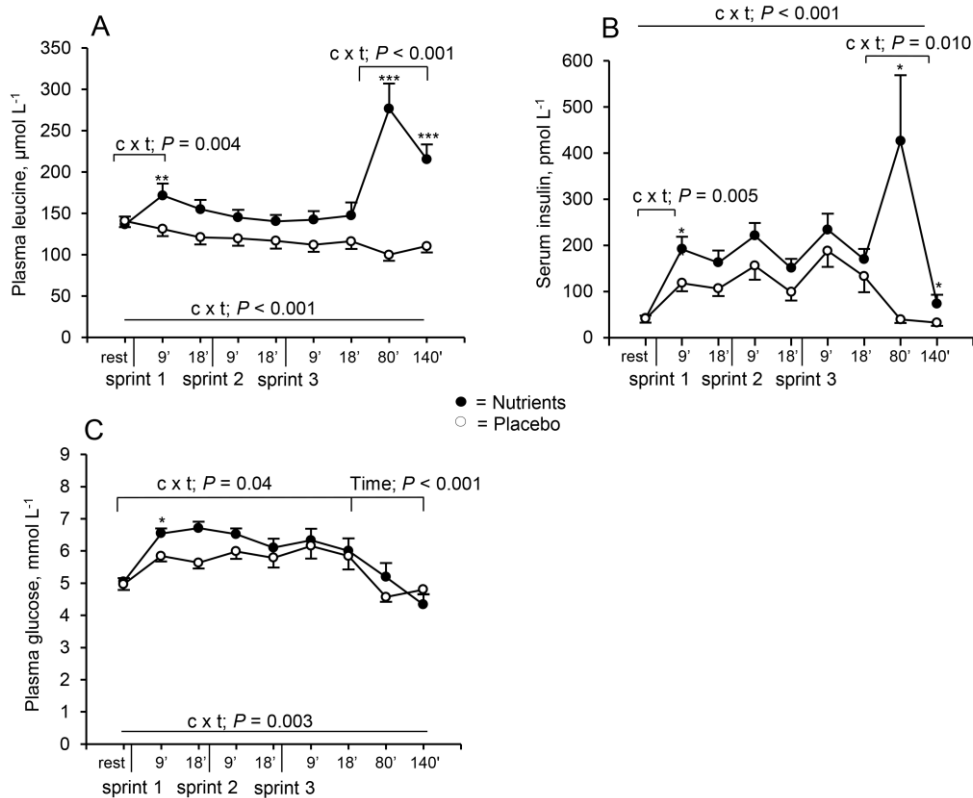 A
350
300
250
200
150
100
50
0
Plasma leucine, µmol L⁻¹
c x t; P < 0.001
***
***
c x t; P = 0.004
**
c x t; P < 0.001
rest 9' 18' 9' 18' 9' 18' 80' 140'
sprint 1 sprint 2 sprint 3
B
c x t; P < 0.001
c x t; P = 0.010
600
500
400
300
200
100
0
Serum insulin, pmol L⁻¹
*
c x t; P = 0.005
*
*
rest 9' 18' 9' 18' 9' 18' 80' 140'
sprint 1 sprint 2 sprint 3
● = Nutrients
○ = Placebo
C
9
8
7
6
5
4
3
2
1
0
Plasma glucose, mmol L⁻¹
c x t; P = 0.04
Time; P < 0.001
*
c x t; P = 0.003
rest 9' 18' 9' 18' 9' 18' 80' 140'
sprint 1 sprint 2 sprint 3